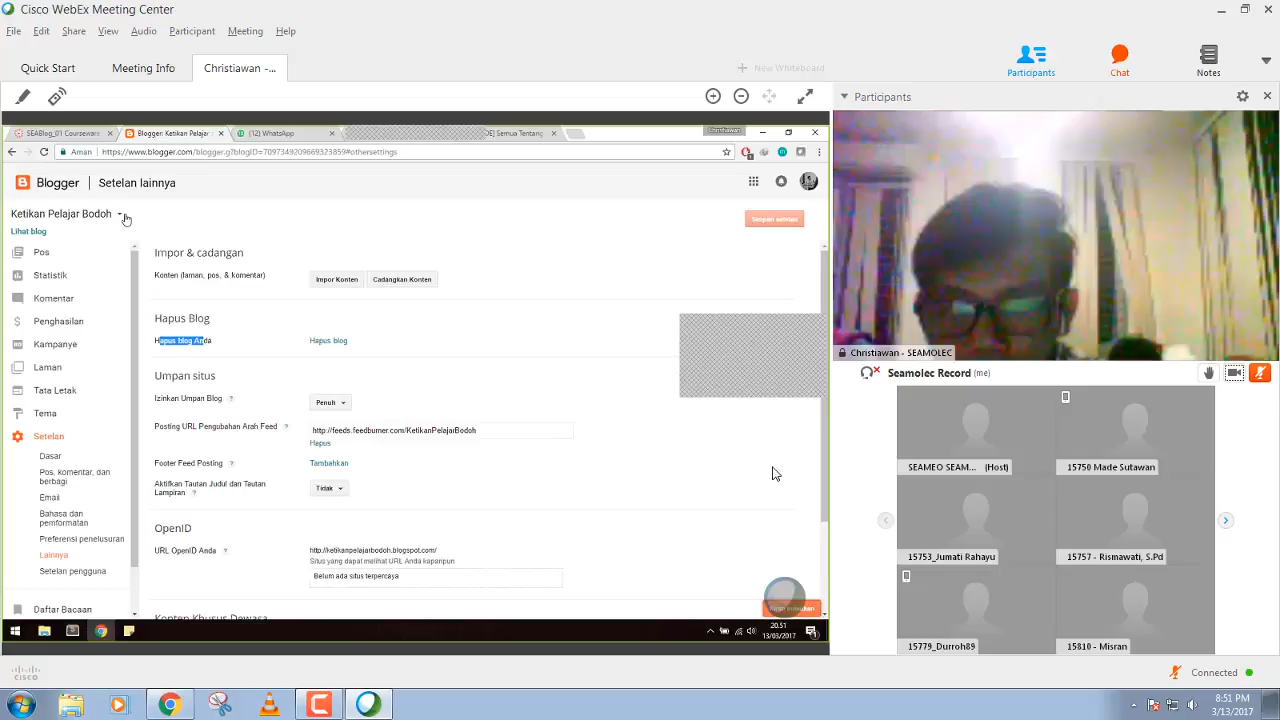 Cisco WebEx Meeting Center
File Edit Share View Audio Participant Meeting Help
Quick Start Meeting Info Christiawan -...
New Whiteboard
Participants Chat Notes
Participants
SEABlog_01 Courseware
Blogger: Ketikan Pelajar
(12) WhatsApp
[DE] Semua Tentang
Christiawan
Aman https://www.blogger.com/blogger.g?blogID=7097349209669323859#othersettings
Blogger Setelan lainnya
Ketikan Pelajar Bodoh
Simpan setelan
Lihat blog
Pos
Statistik
Komentar
Penghasilan
Kampanye
Laman
Tata Letak
Tema
Setelan
Dasar
Pos, komentar, dan
berbagi
Email
Bahasa dan
pemformatan
Preferensi penelusuran
Lainnya
Setelan pengguna
Daftar Bacaan
Impor & cadangan
Konten (laman, pos, & komentar) Impor Konten Cadangkan Konten
Hapus Blog
Hapus blog Anda Hapus blog
Umpan situs
Izinkan Umpan Blog ? Penuh
Posting URL Pengubahan Arah Feed ? http://feeds.feedburner.com/KetikanPelajarBodoh
Hapus
Footer Feed Posting ? Tambahkan
Aktifkan Tautan Judul dan Tautan
Lampiran ? Tidak
OpenID
URL OpenID Anda ? http://ketikanpelajarbodoh.blogspot.com/
Situs yang dapat melihat URL Anda kapanpun
Belum ada situs terpercaya
Konten Khusus Dewasa
20.51
13/03/2017
Christiawan - SEAMOLEC
Seamolec Record (me)
SEAMEO SEAM... (Host)
15750 Made Sutawan
15753_Jumati Rahayu
15757 - Rismawati, S.Pd
15779_Durroh89
15810 - Misran
cisco
Connected
8:51 PM
3/13/2017